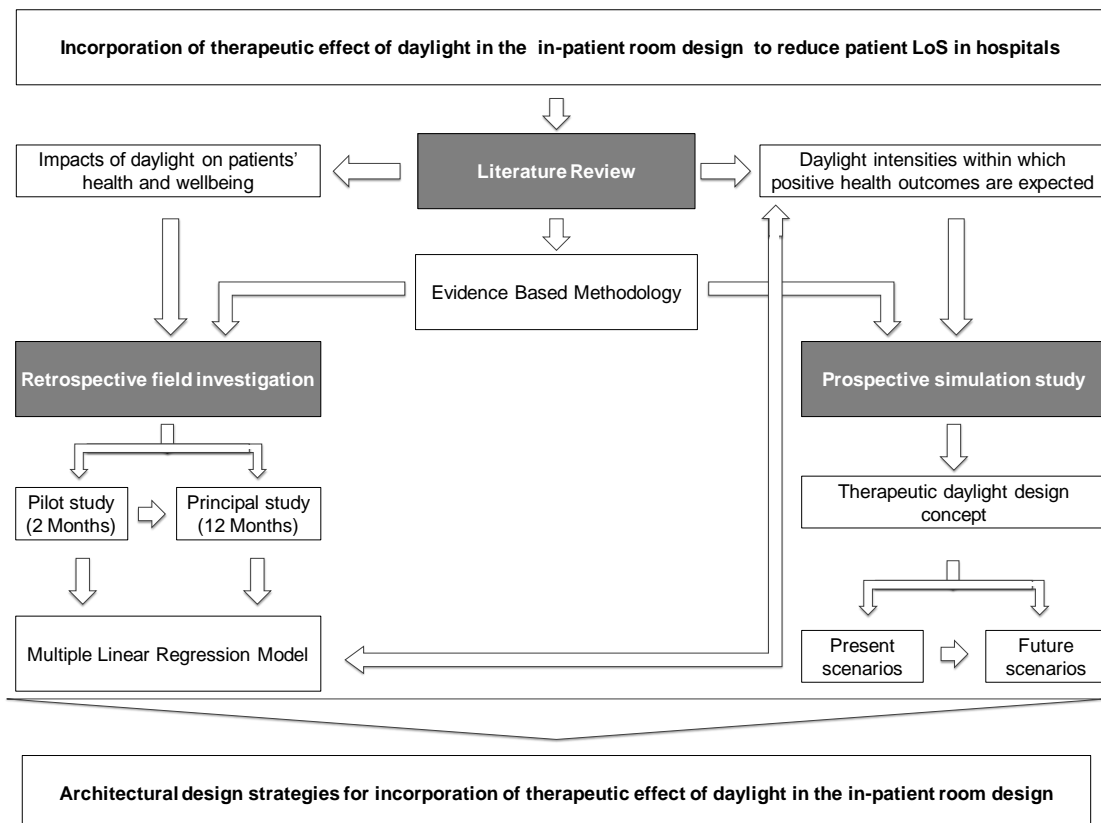 Incorporation of therapeutic effect of daylight in the in-patient room design to reduce patient LoS in hospitals
Impacts of daylight on patients'
health and wellbeing
Literature Review
Daylight intensities within which
positive health outcomes are expected
Evidence Based Methodology
Retrospective field investigation
Prospective simulation study
Pilot study
(2 Months)
Principal study
(12 Months)
Therapeutic daylight design
concept
Multiple Linear Regression Model
Present
scenarios
Future
scenarios
Architectural design strategies for incorporation of therapeutic effect of daylight in the in-patient room design